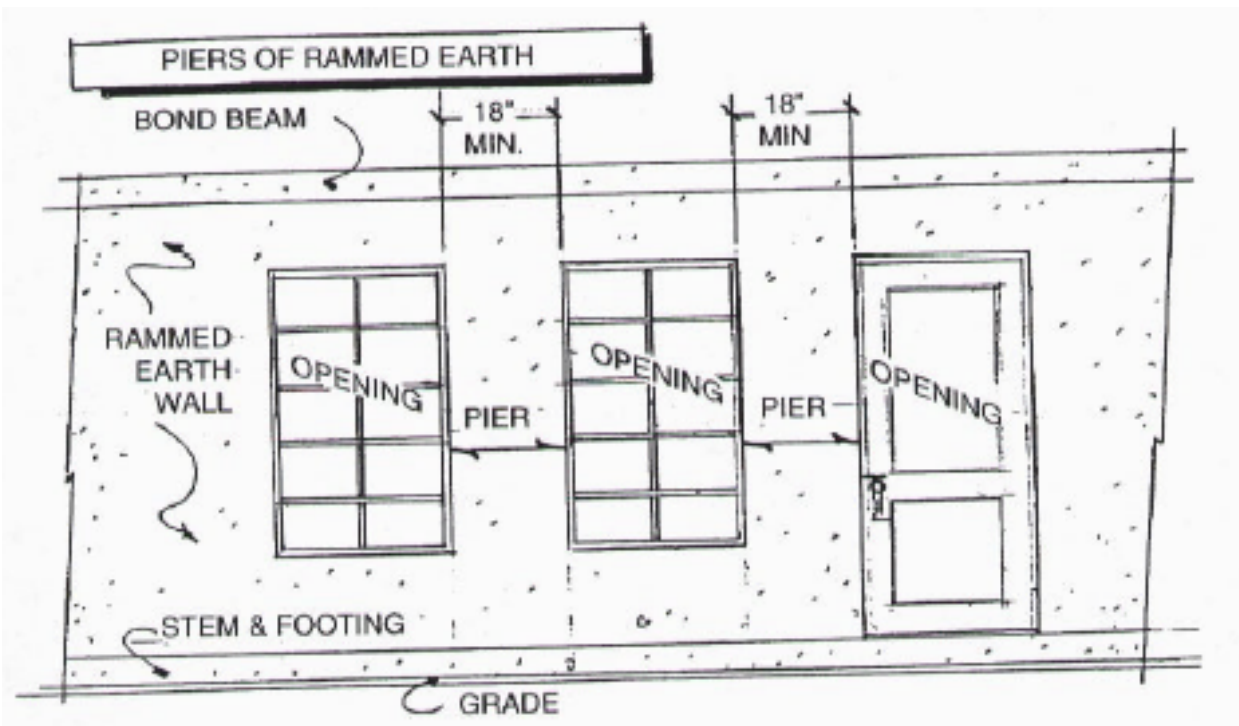 PIERS OF RAMMED EARTH
BOND BEAM
18"
MIN.
18"
MIN
RAMMED
EARTH
WALL
OPENING
OPENING
OPENING
PIER
PIER
STEM & FOOTING
GRADE